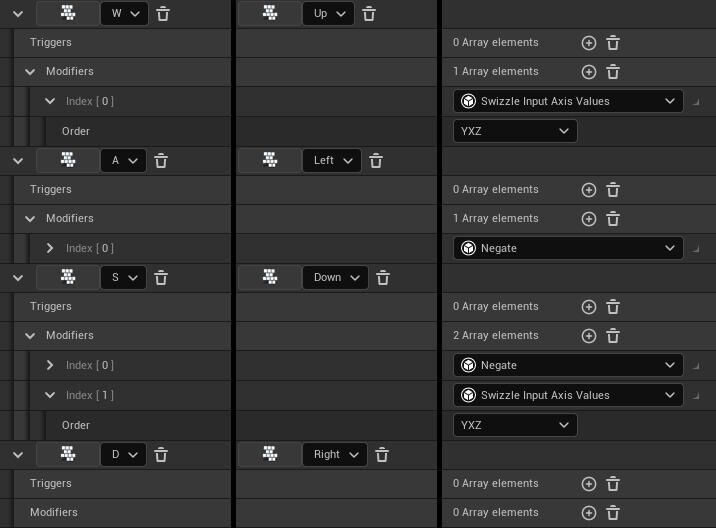 W Up
Triggers 0 Array elements
Modifiers 1 Array elements
Index [ 0 ] Swizzle Input Axis Values
Order YXZ
A Left
Triggers 0 Array elements
Modifiers 1 Array elements
Index [ 0 ] Negate
S Down
Triggers 0 Array elements
Modifiers 2 Array elements
Index [ 0 ] Negate
Index [ 1 ] Swizzle Input Axis Values
Order YXZ
D Right
Triggers 0 Array elements
Modifiers 0 Array elements